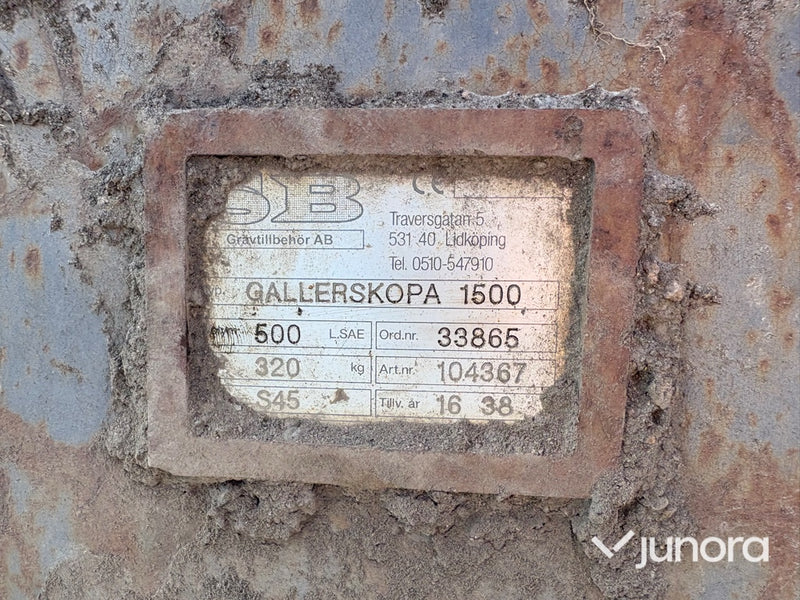 SB CE
Traversgatan 5
Grävtillbehör AB 531 40 Lidköping
Tel. 0510-547910
GALLERSKOPA 1500
500 L.SAE Ord.nr. 33865
320 kg Art.nr. 104367
S45 Tillv. år 16 38
junora